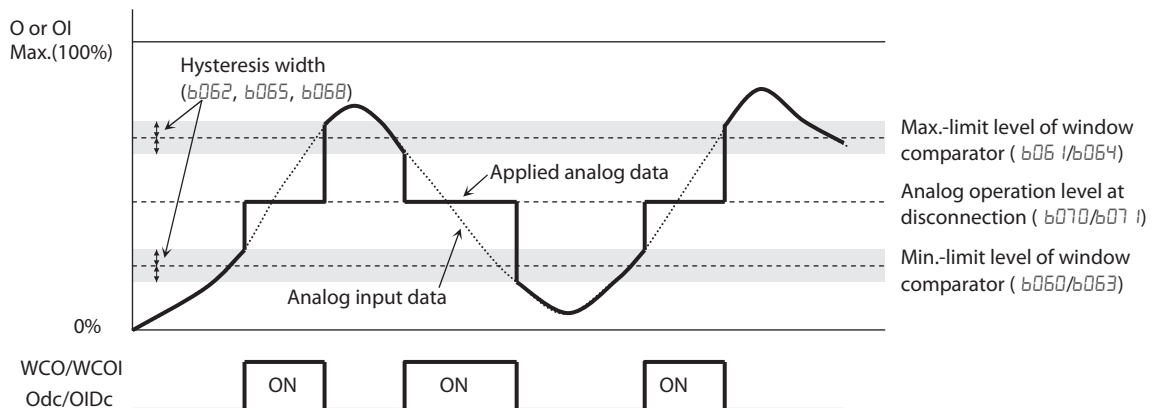 O or OI
Max.(100%)
Hysteresis width
(b062, b065, b068)
Max.-limit level of window
comparator ( b061/b064)
Applied analog data
Analog operation level at
disconnection ( b070/b071)
Min.-limit level of window
comparator ( b060/b063)
Analog input data
0%
WCO/WCOI
Odc/OIDc
ON
ON
ON